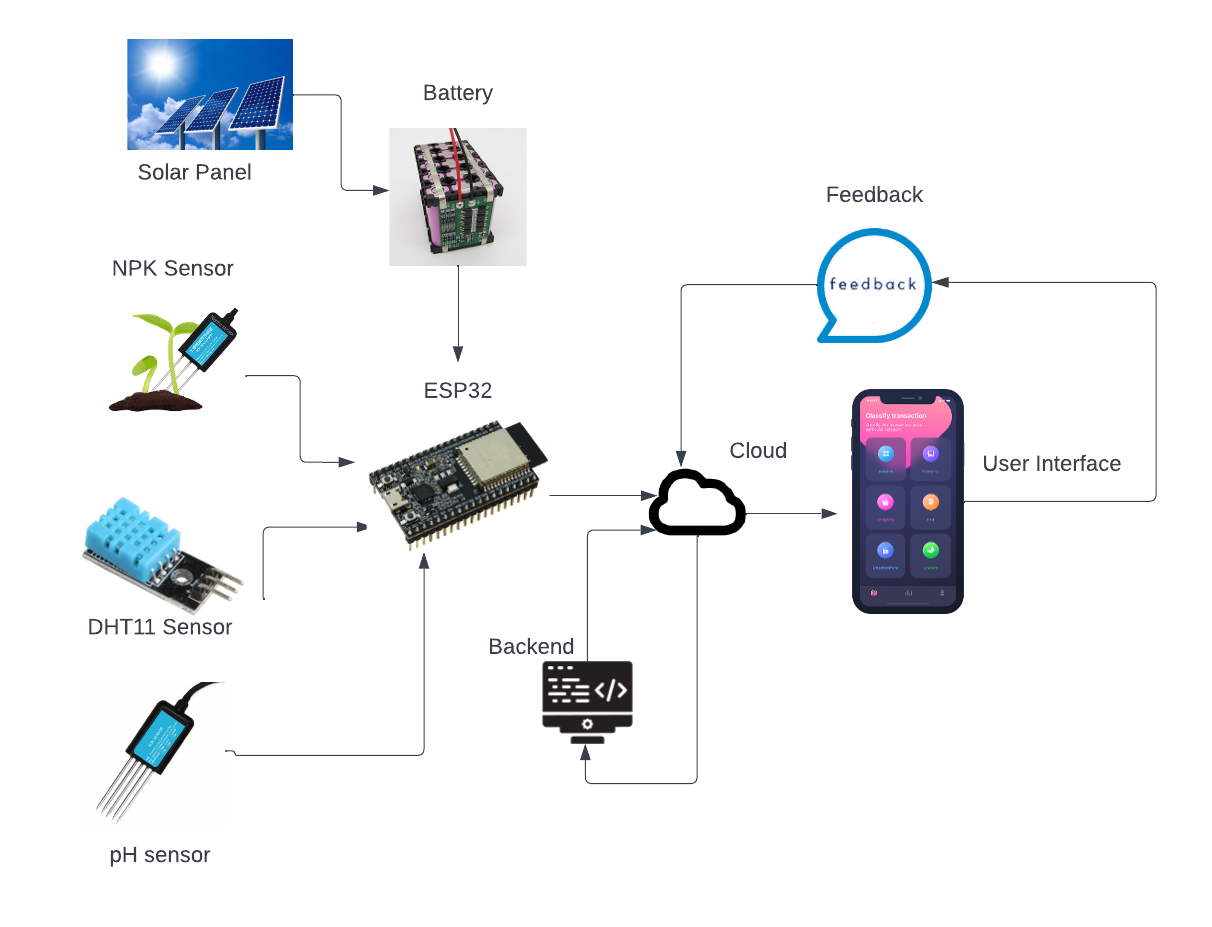 Battery
Solar Panel
Feedback
NPK Sensor
feedback
ESP32
Classify transaction
Cloud
User Interface
DHT11 Sensor
Backend
</>
pH sensor